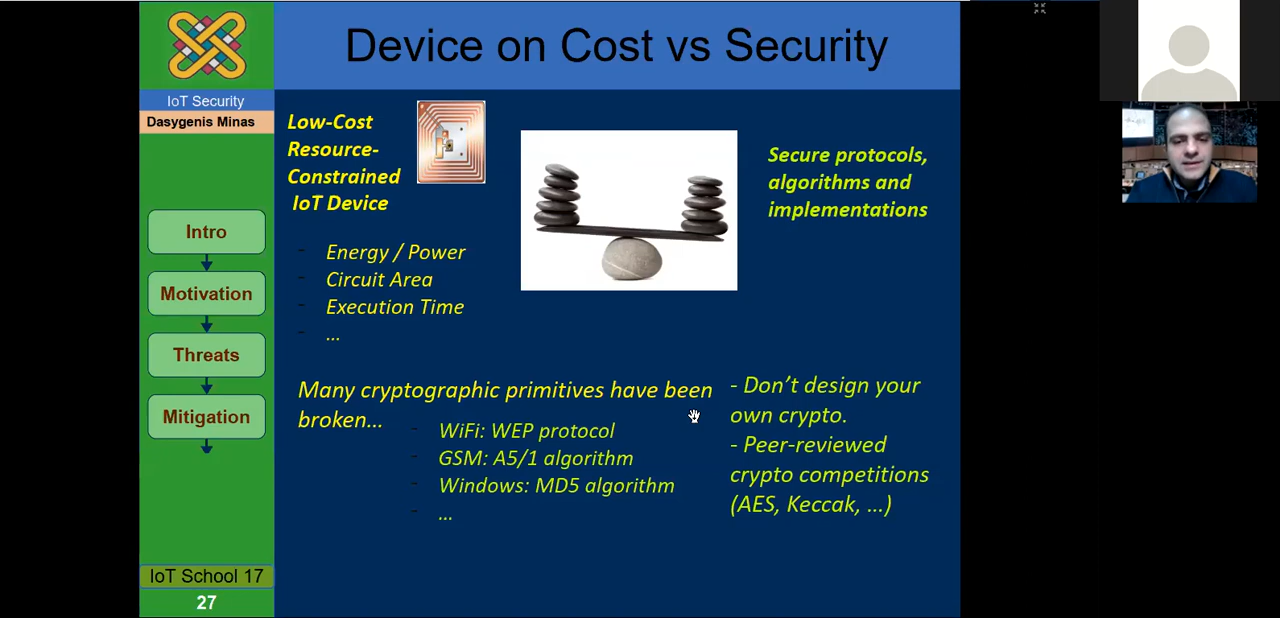 Device on Cost vs Security
IoT Security
Dasygenis Minas
Intro
Motivation
Threats
Mitigation
IoT School 17
27
Low-Cost
Resource-
Constrained
IoT Device
- Energy / Power
- Circuit Area
- Execution Time
- ...
Secure protocols,
algorithms and
implementations
Many cryptographic primitives have been
broken...
- WiFi: WEP protocol
- GSM: A5/1 algorithm
- Windows: MD5 algorithm
- ...
- Don't design your
own crypto.
- Peer-reviewed
crypto competitions
(AES, Keccak, ...)